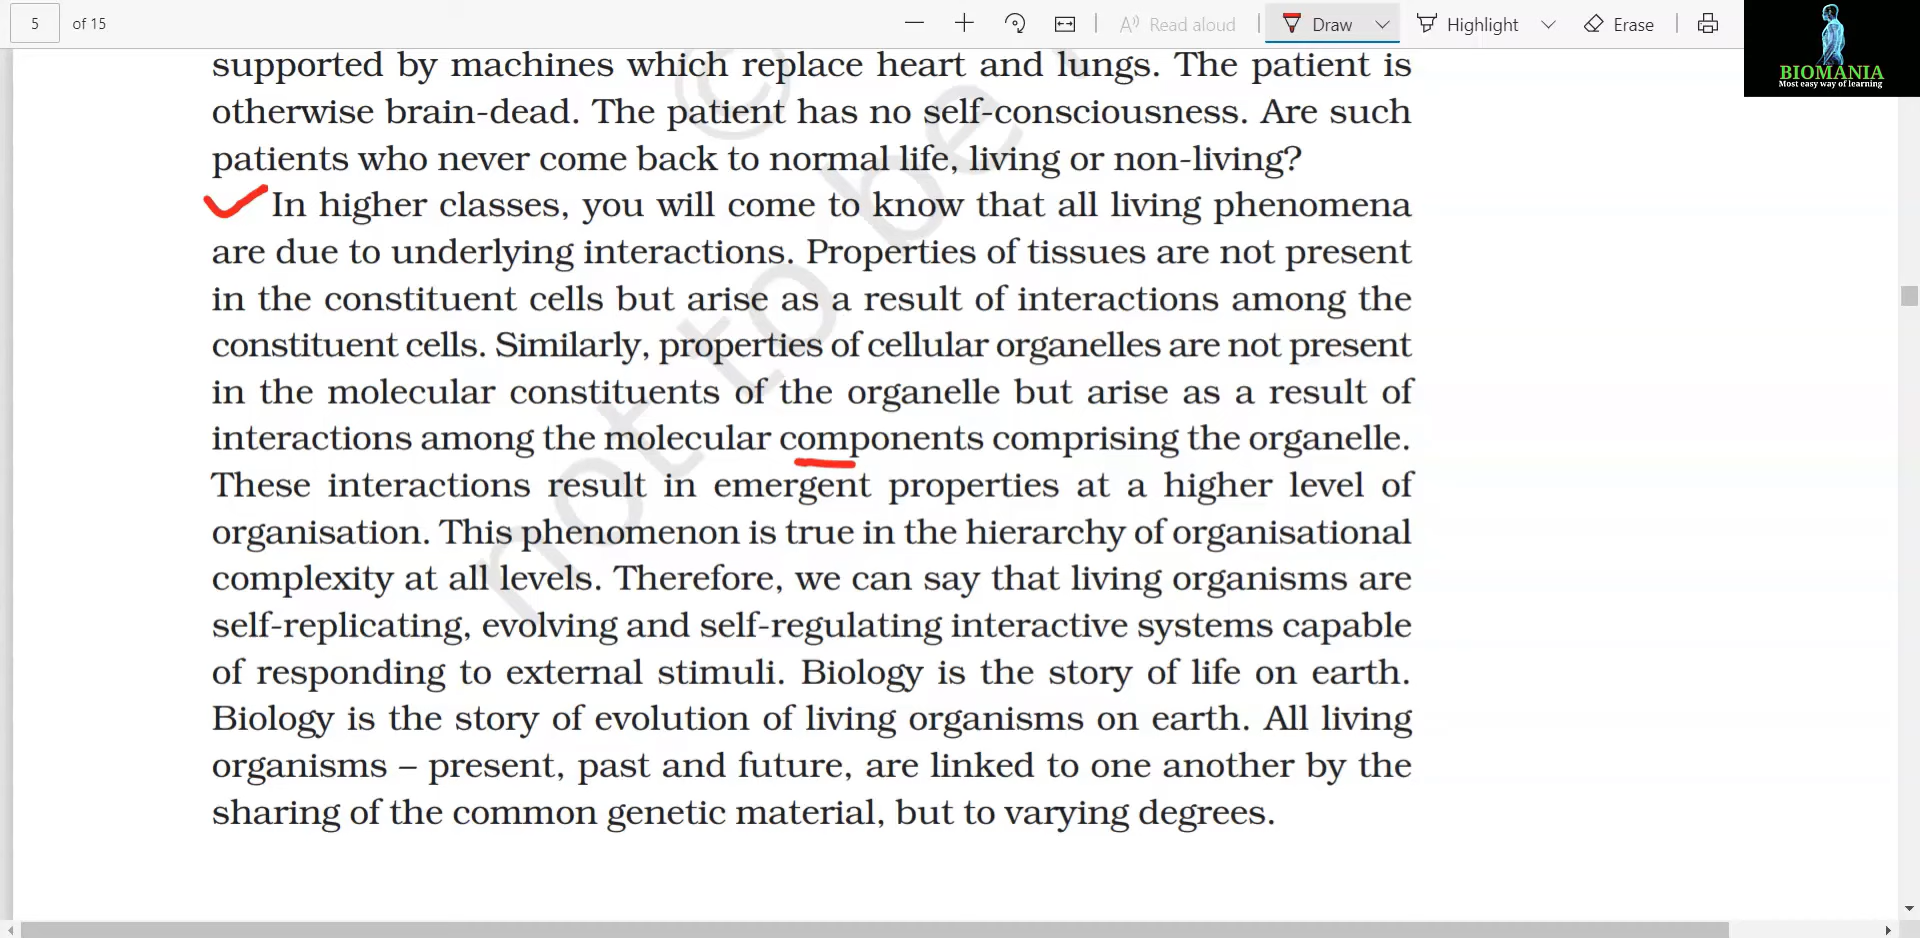 5 of 15 Read aloud Draw Highlight Erase
BIOMANIA
Most easy way of learning
supported by machines which replace heart and lungs. The patient is
otherwise brain-dead. The patient has no self-consciousness. Are such
patients who never come back to normal life, living or non-living?
In higher classes, you will come to know that all living phenomena
are due to underlying interactions. Properties of tissues are not present
in the constituent cells but arise as a result of interactions among the
constituent cells. Similarly, properties of cellular organelles are not present
in the molecular constituents of the organelle but arise as a result of
interactions among the molecular components comprising the organelle.
These interactions result in emergent properties at a higher level of
organisation. This phenomenon is true in the hierarchy of organisational
complexity at all levels. Therefore, we can say that living organisms are
self-replicating, evolving and self-regulating interactive systems capable
of responding to external stimuli. Biology is the story of life on earth.
Biology is the story of evolution of living organisms on earth. All living
organisms – present, past and future, are linked to one another by the
sharing of the common genetic material, but to varying degrees.
©
not to be